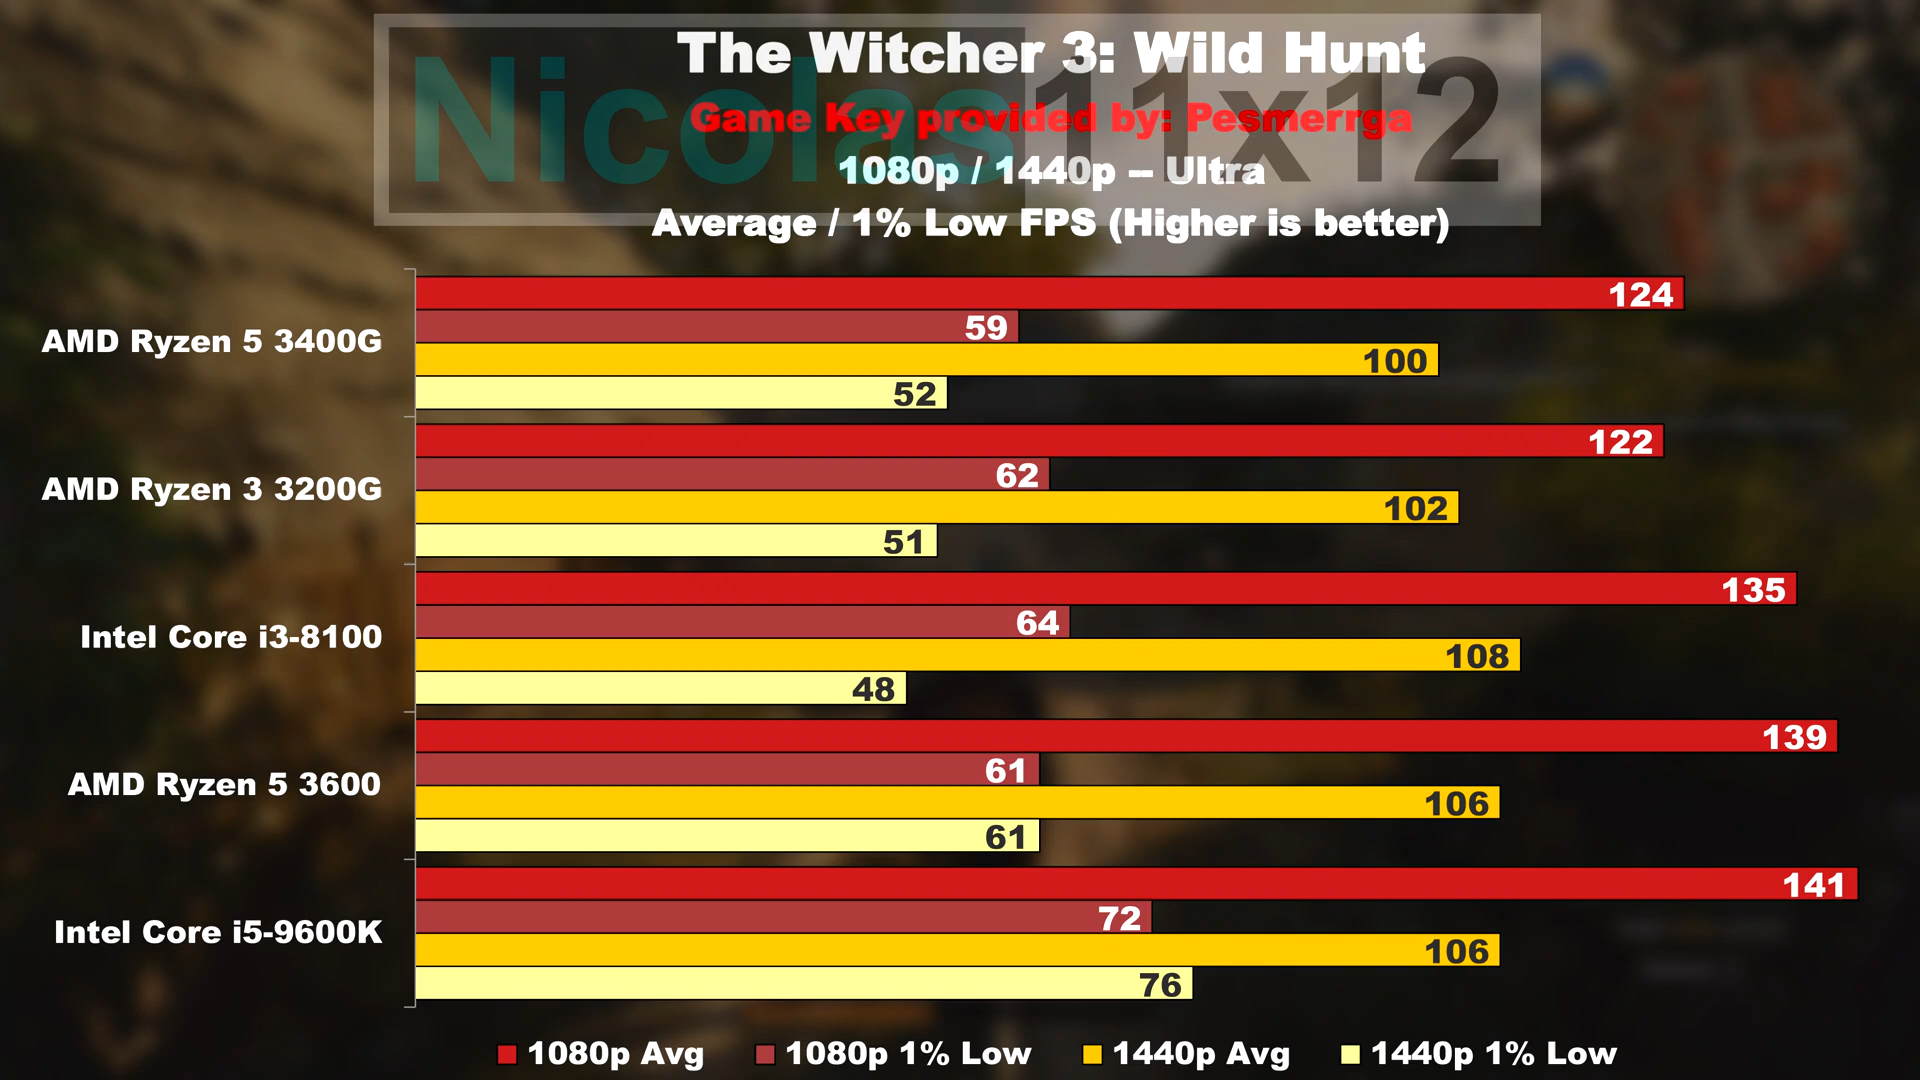 The Witcher 3: Wild Hunt
Nicolas11x12
Game Key provided by: Pesmerrga
1080p / 1440p -- Ultra
Average / 1% Low FPS (Higher is better)
124
AMD Ryzen 5 3400G
59
100
52
122
AMD Ryzen 3 3200G
62
102
51
135
Intel Core i3-8100
64
108
48
139
AMD Ryzen 5 3600
61
106
61
141
Intel Core i5-9600K
72
106
76
1080p Avg 1080p 1% Low 1440p Avg 1440p 1% Low